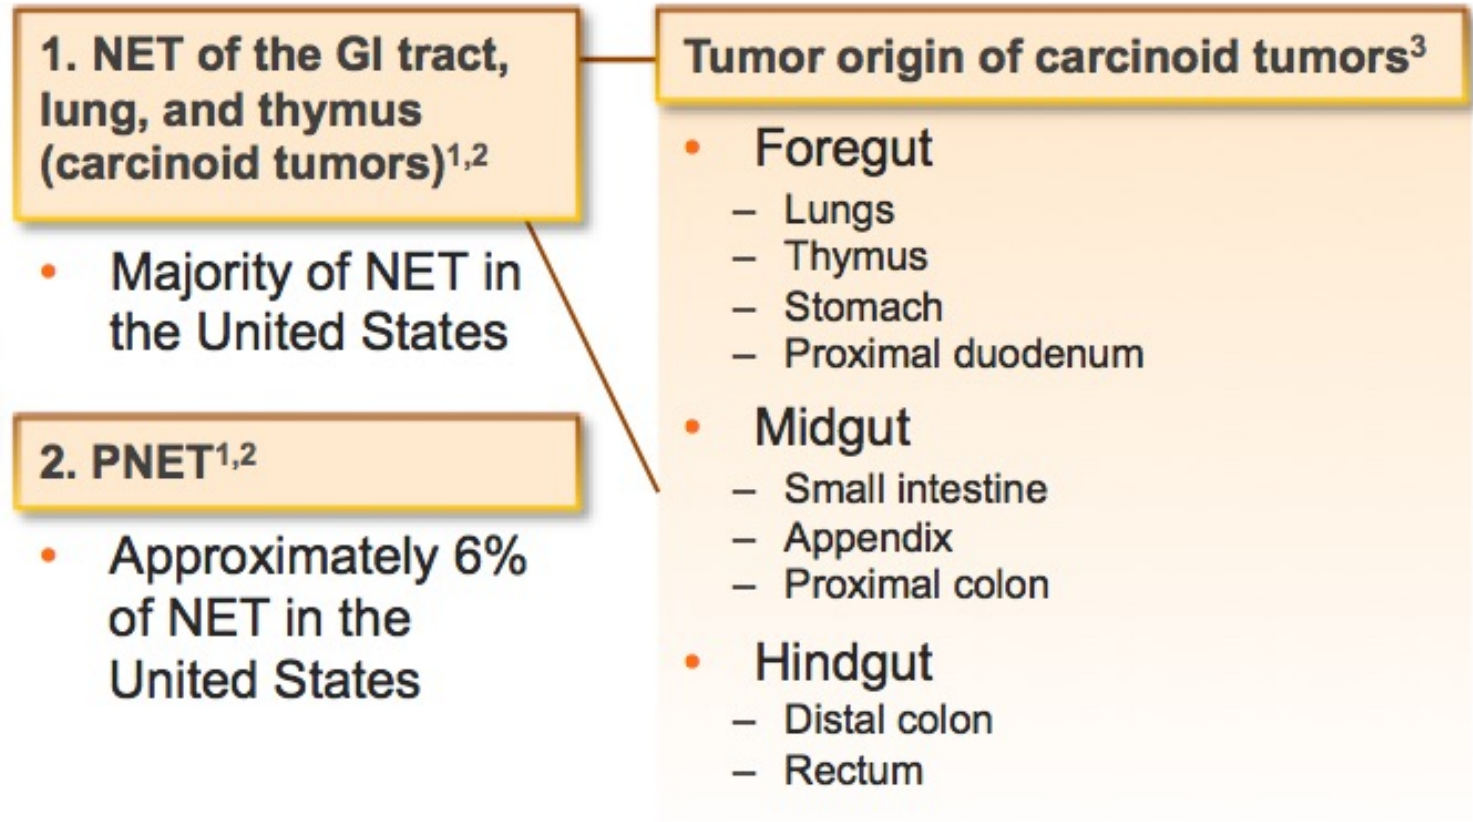 1. NET of the GI tract,
lung, and thymus
(carcinoid tumors)1,2
• Majority of NET in
the United States
2. PNET1,2
• Approximately 6%
of NET in the
United States
Tumor origin of carcinoid tumors3
• Foregut
– Lungs
– Thymus
– Stomach
– Proximal duodenum
• Midgut
– Small intestine
– Appendix
– Proximal colon
• Hindgut
– Distal colon
– Rectum